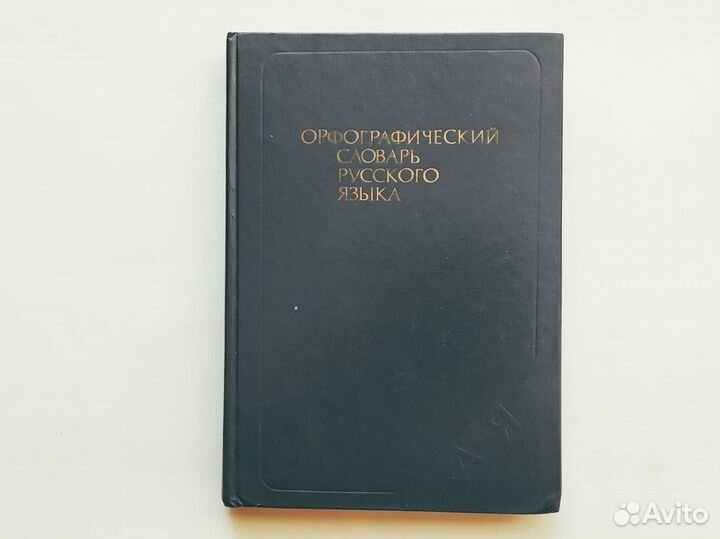 ОРФОГРАФИЧЕСКИЙ
СЛОВАРЬ
РУССКОГО
ЯЗЫКА
А-Я
Avito